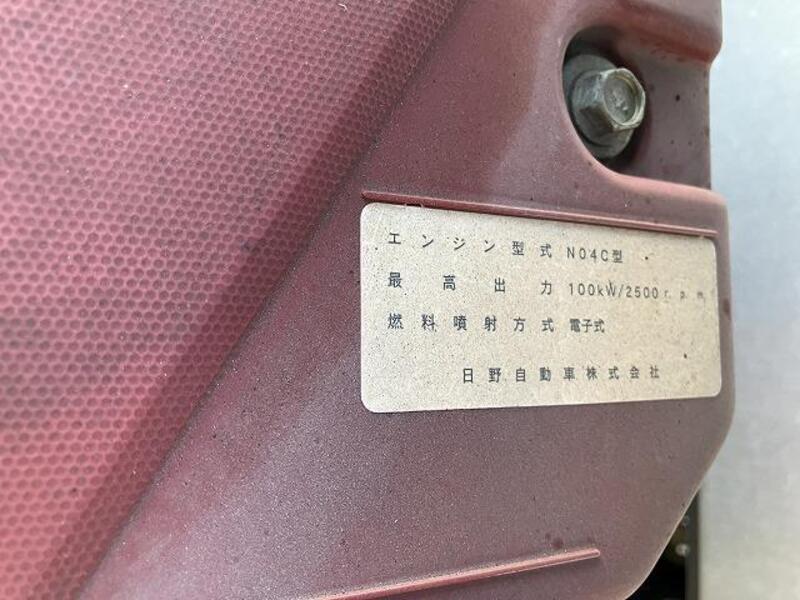 エンジン型式 N04C型
最高出力 100kW/2500r.p.m
燃料噴射方式 電子式
日野自動車株式会社